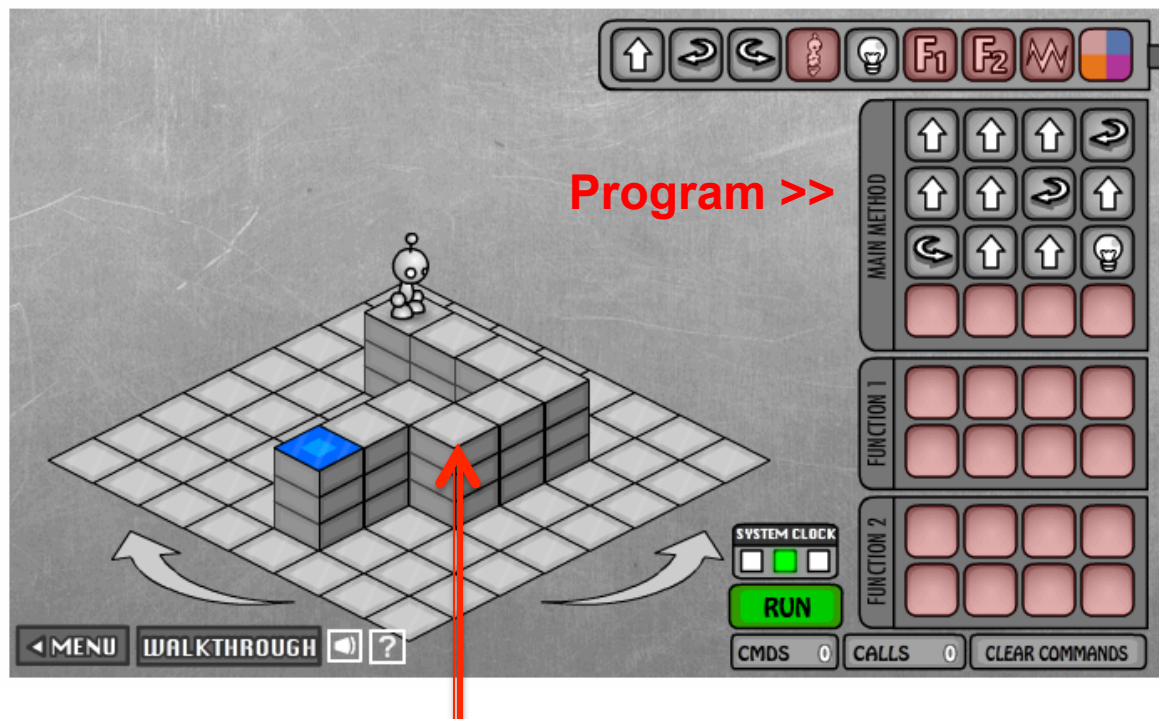 F1 F2
Program >>
MAIN METHOD
FUNCTION 1
FUNCTION 2
SYSTEM CLOCK
RUN
MENU WALKTHROUGH ?
CMDS 0 CALLS 0 CLEAR COMMANDS